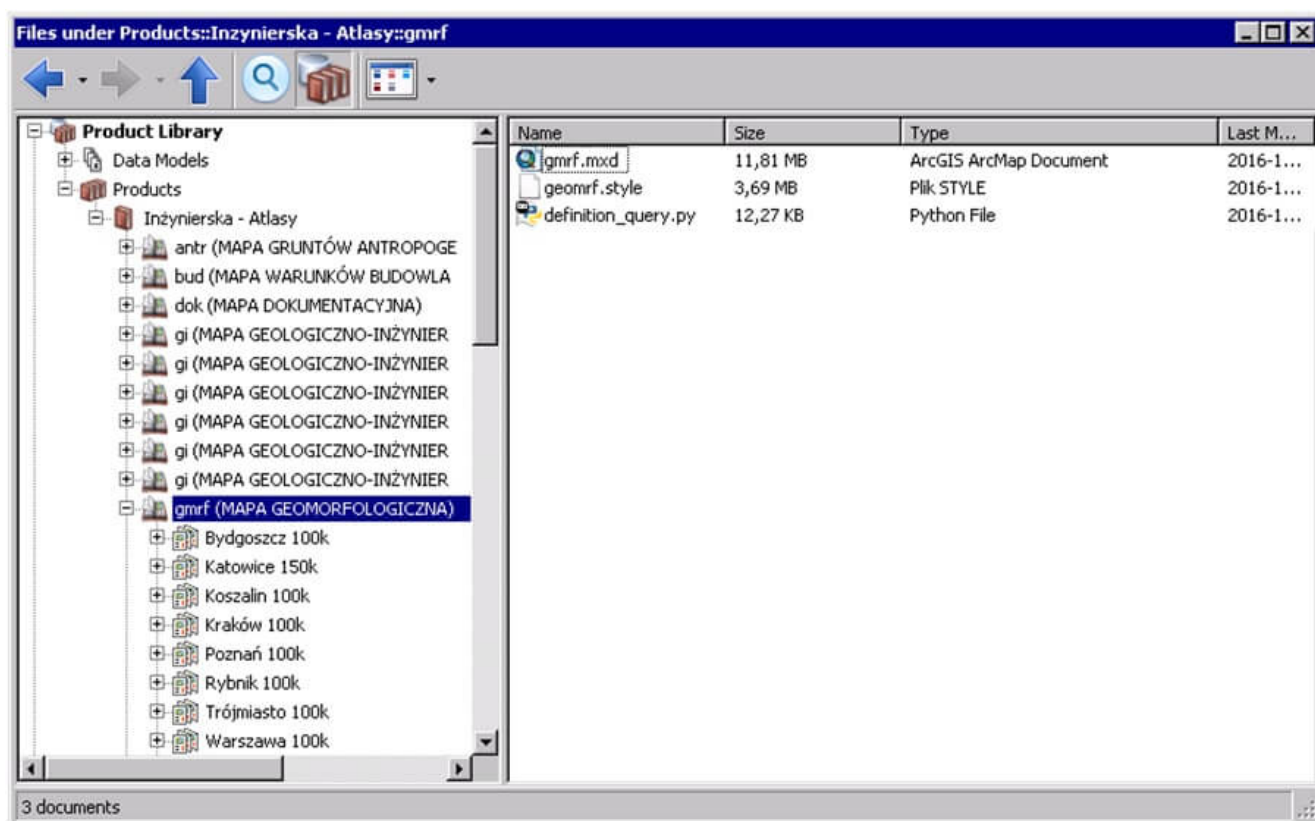 Files under Products::Inzynierska - Atlasy::gmrf
Product Library
Data Models
Products
Inżynierska - Atlasy
antr (MAPA GRUNTÓW ANTROPOGE
bud (MAPA WARUNKÓW BUDOWLA
dok (MAPA DOKUMENTACYJNA)
gi (MAPA GEOLOGICZNO-INŻYNIER
gi (MAPA GEOLOGICZNO-INŻYNIER
gi (MAPA GEOLOGICZNO-INŻYNIER
gi (MAPA GEOLOGICZNO-INŻYNIER
gi (MAPA GEOLOGICZNO-INŻYNIER
gi (MAPA GEOLOGICZNO-INŻYNIER
gmrf (MAPA GEOMORFOLOGICZNA)
Bydgoszcz 100k
Katowice 150k
Koszalin 100k
Kraków 100k
Poznań 100k
Rybnik 100k
Trójmiasto 100k
Warszawa 100k
Name Size Type Last M...
gmrf.mxd 11,81 MB ArcGIS ArcMap Document 2016-1...
geomrf.style 3,69 MB Plik STYLE 2016-1...
definition_query.py 12,27 KB Python File 2016-1...
3 documents